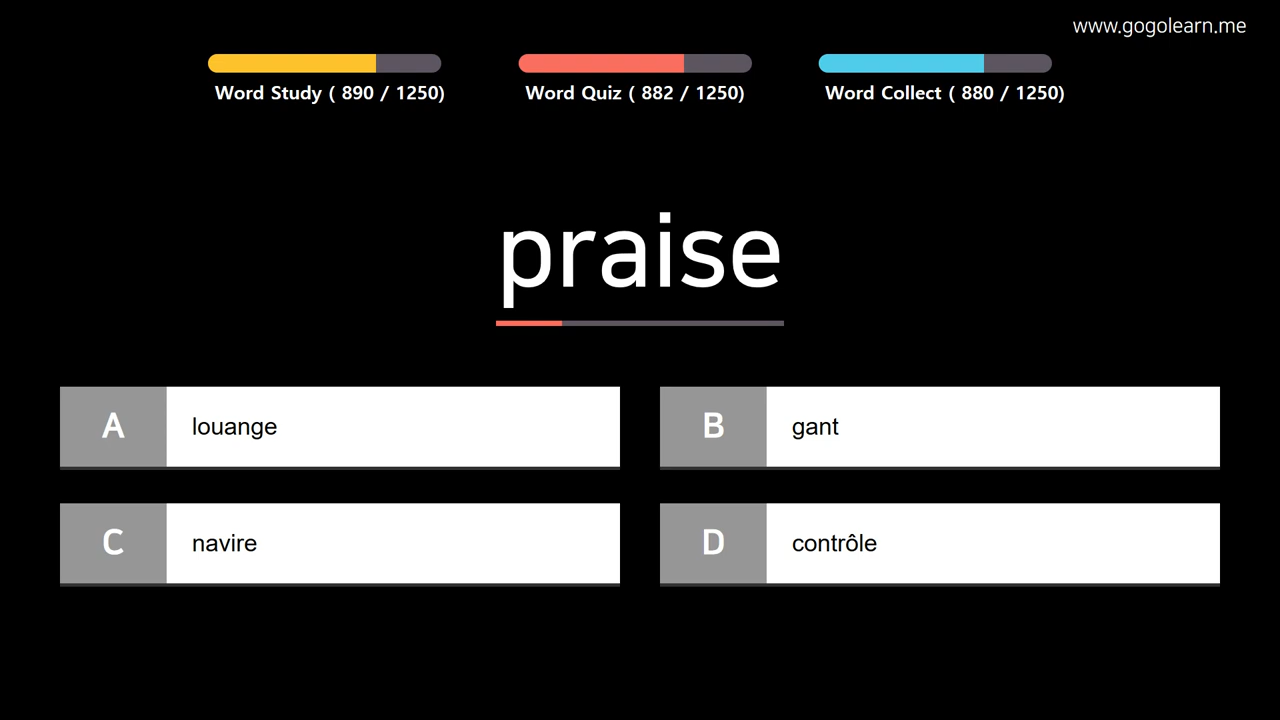 www.gogolearn.me
Word Study ( 890 / 1250)
Word Quiz ( 882 / 1250)
Word Collect ( 880 / 1250)
praise
A louange
B gant
C navire
D contrôle